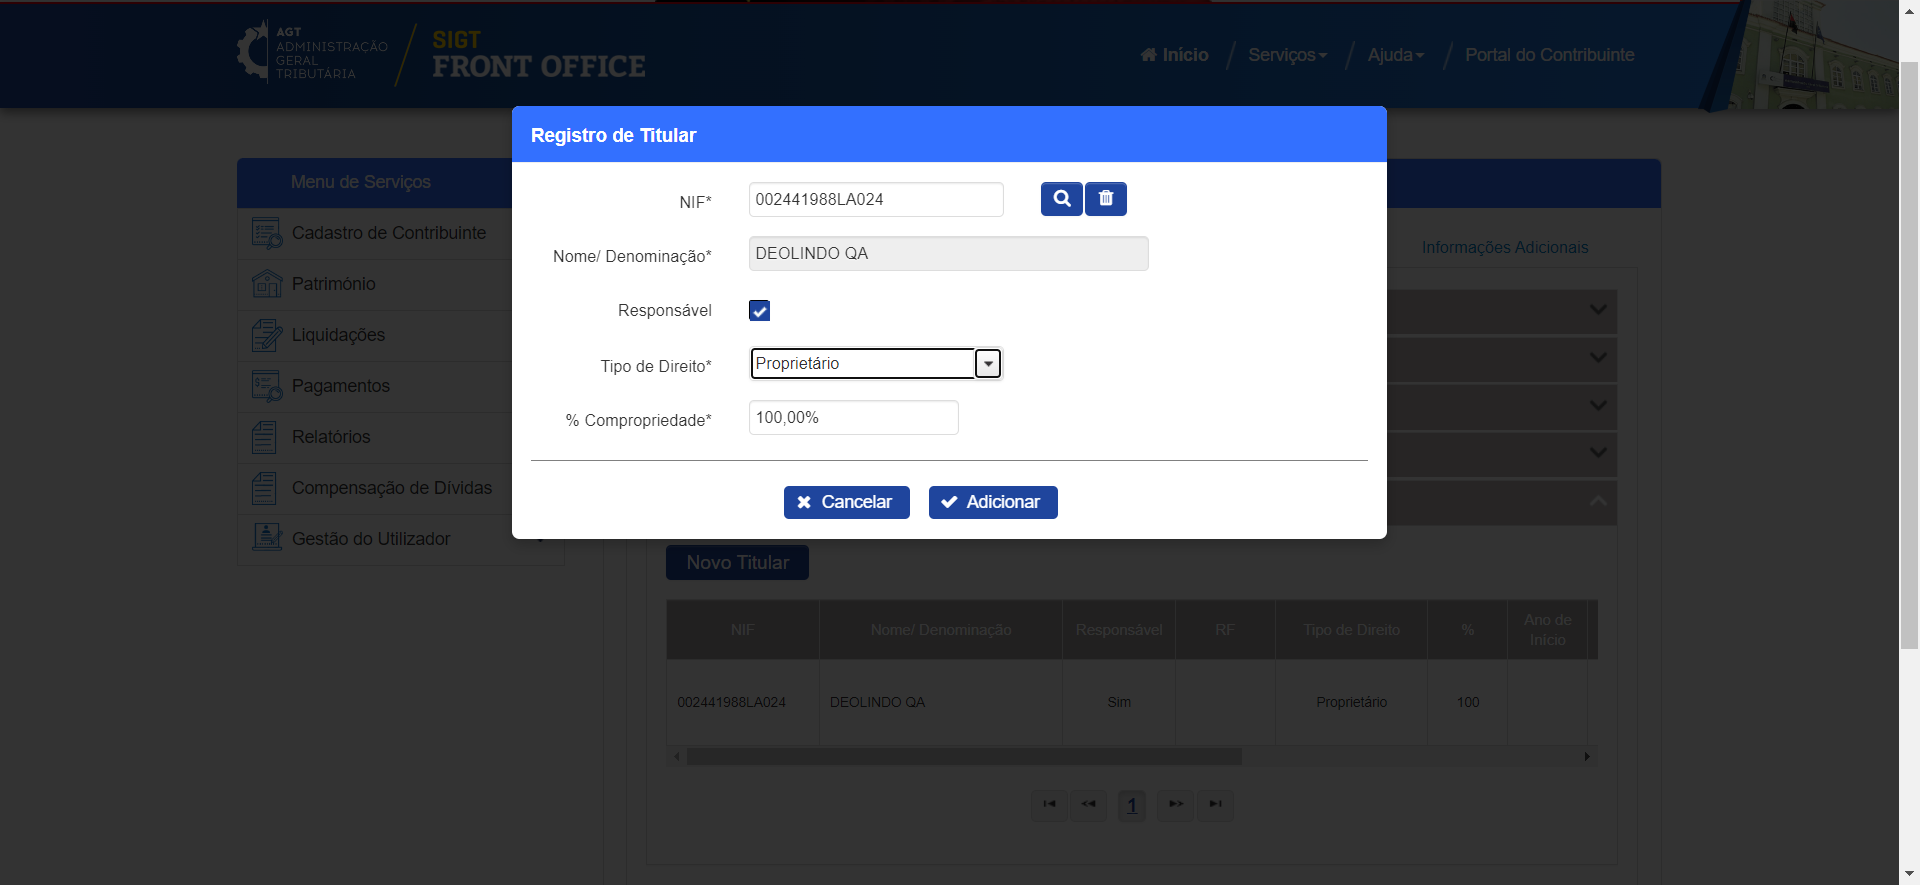 AGT
ADMINISTRAÇÃO
GERAL
TRIBUTÁRIA
SIGT
FRONT OFFICE
Início
Serviços
Ajuda
Portal do Contribuinte
Registro de Titular
NIF*
002441988LA024
Nome/ Denominação*
DEOLINDO QA
Responsável
Tipo de Direito*
Proprietário
% Compropriedade*
100,00%
Cancelar
Adicionar
Menu de Serviços
Cadastro de Contribuinte
Património
Liquidações
Pagamentos
Relatórios
Compensação de Dívidas
Gestão do Utilizador
Informações Adicionais
Novo Titular
NIF Nome/ Denominação Responsável RF Tipo de Direito % Ano de Início
002441988LA024 DEOLINDO QA Sim Proprietário 100
1